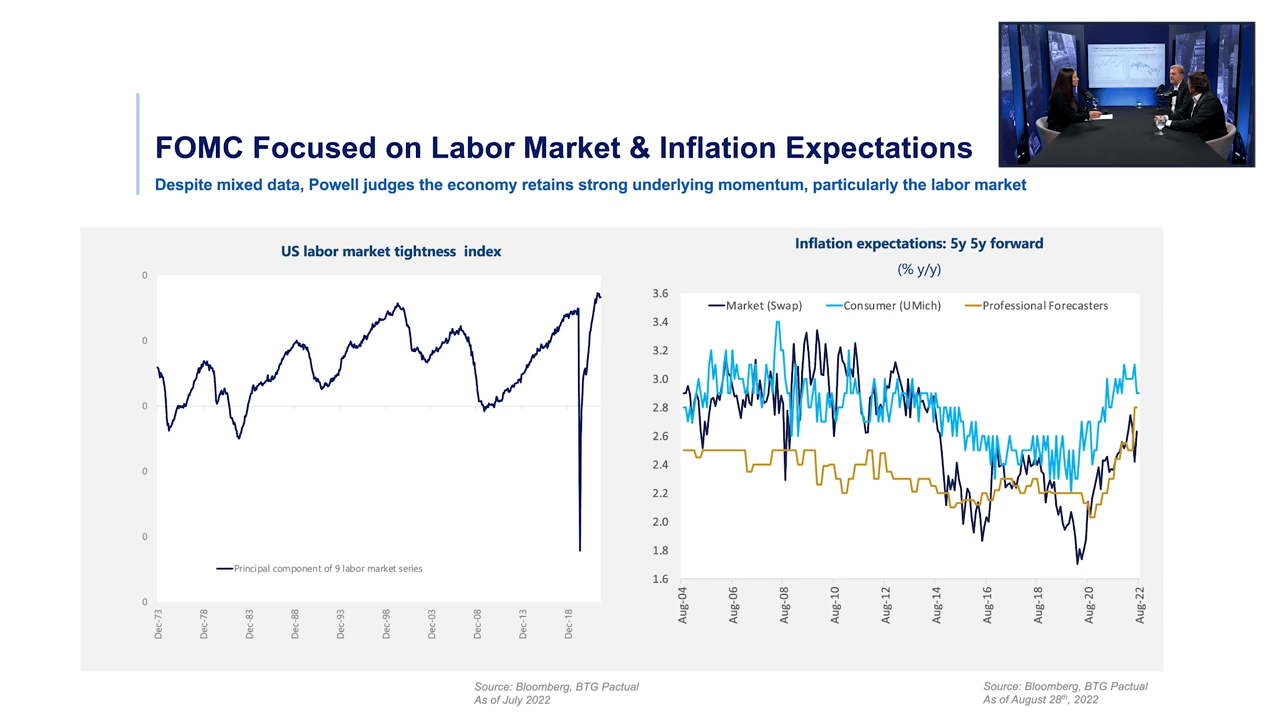 FOMC Focused on Labor Market & Inflation Expectations
Despite mixed data, Powell judges the economy retains strong underlying momentum, particularly the labor market
US labor market tightness index
0
0
0
0
0
0
Principal component of 9 labor market series
Dec-73
Dec-78
Dec-83
Dec-88
Dec-93
Dec-98
Dec-03
Dec-08
Dec-13
Dec-18
Source: Bloomberg, BTG Pactual
As of July 2022
Inflation expectations: 5y 5y forward
(% y/y)
Market (Swap) Consumer (UMich) Professional Forecasters
3.6
3.4
3.2
3.0
2.8
2.6
2.4
2.2
2.0
1.8
1.6
Aug-04
Aug-06
Aug-08
Aug-10
Aug-12
Aug-14
Aug-16
Aug-18
Aug-20
Aug-22
Source: Bloomberg, BTG Pactual
As of August 28th, 2022